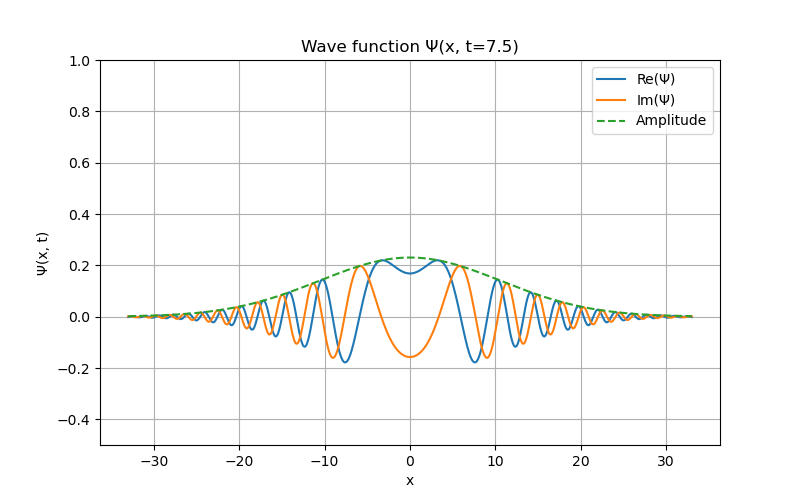 Wave function Ψ(x, t=7.5)
Ψ(x, t)
1.0
0.8
0.6
0.4
0.2
0.0
−0.2
−0.4
Re(Ψ)
Im(Ψ)
Amplitude
−30 −20 −10 0 10 20 30
x